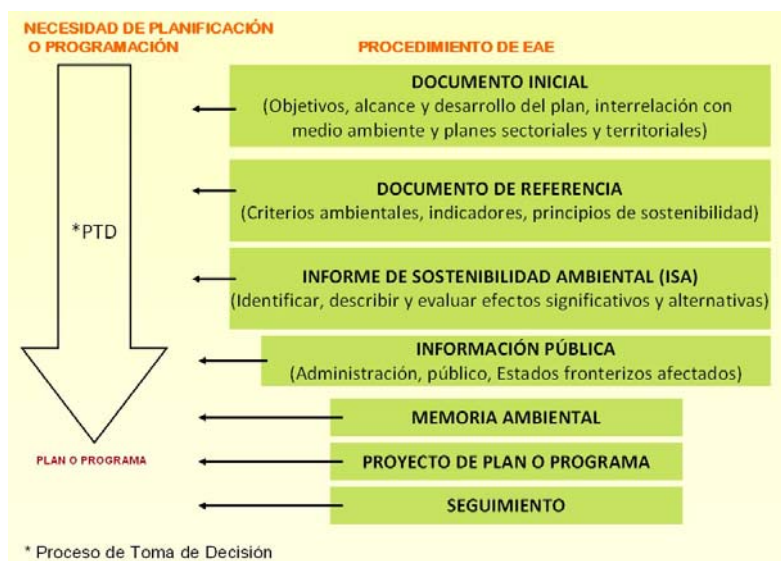 NECESIDAD DE PLANIFICACIÓN
O PROGRAMACIÓN
PROCEDIMIENTO DE EAE
DOCUMENTO INICIAL
(Objetivos, alcance y desarrollo del plan, interrelación con
medio ambiente y planes sectoriales y territoriales)
DOCUMENTO DE REFERENCIA
(Criterios ambientales, indicadores, principios de sostenibilidad)
*PTD
INFORME DE SOSTENIBILIDAD AMBIENTAL (ISA)
(Identificar, describir y evaluar efectos significativos y alternativas)
INFORMACIÓN PÚBLICA
(Administración, público, Estados fronterizos afectados)
MEMORIA AMBIENTAL
PLAN O PROGRAMA
PROYECTO DE PLAN O PROGRAMA
SEGUIMIENTO
* Proceso de Toma de Decisión